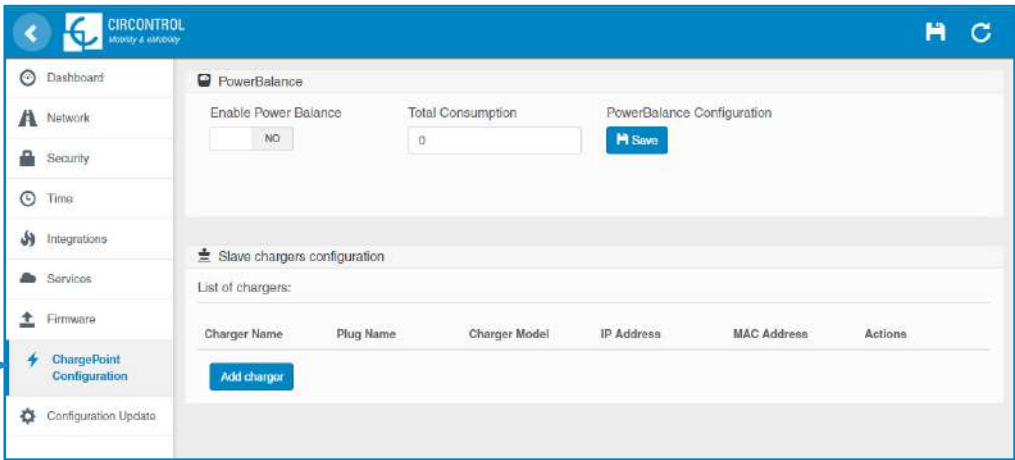 CIRCONTROL
Mobility & eMobility
Dashboard
Network
Security
Time
Integrations
Services
Firmware
ChargePoint
Configuration
Configuration Update
PowerBalance
Enable Power Balance Total Consumption PowerBalance Configuration
NO 0 Save
Slave chargers configuration
List of chargers:
Charger Name Plug Name Charger Model IP Address MAC Address Actions
Add charger